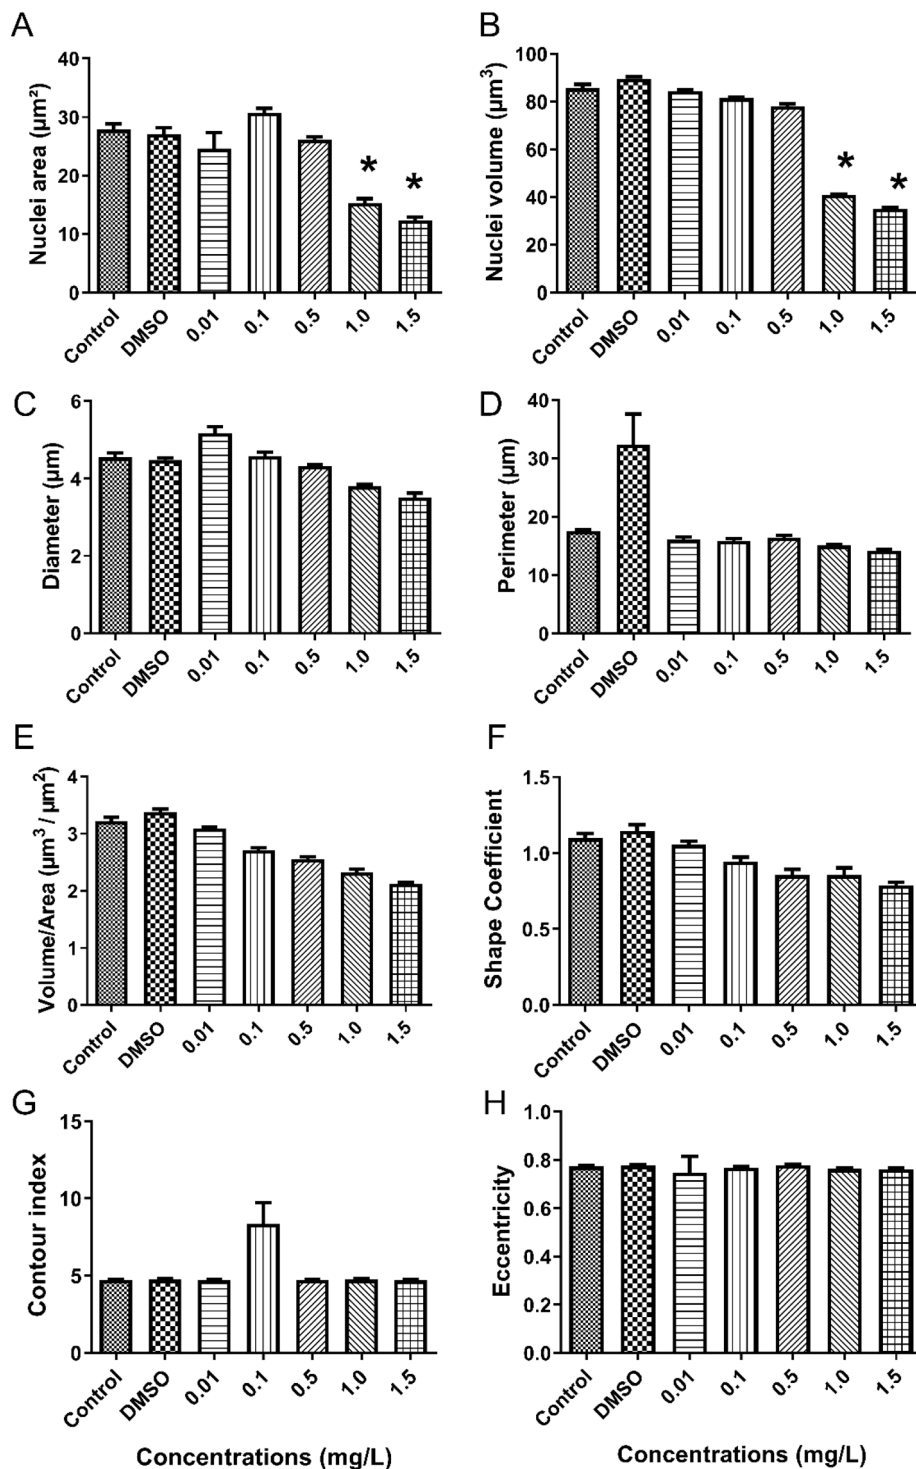 A
Nuclei area (µm²)
40
30
20
10
0
*
*
Control
DMSO
0.01
0.1
0.5
1.0
1.5
B
Nuclei volume (µm³)
100
80
60
40
20
0
*
*
Control
DMSO
0.01
0.1
0.5
1.0
1.5
C
Diameter (µm)
6
4
2
0
Control
DMSO
0.01
0.1
0.5
1.0
1.5
D
Perimeter (µm)
40
30
20
10
0
Control
DMSO
0.01
0.1
0.5
1.0
1.5
E
Volume/Area (µm³ / µm²)
4
3
2
1
0
Control
DMSO
0.01
0.1
0.5
1.0
1.5
F
Shape Coefficient
1.5
1.0
0.5
0.0
Control
DMSO
0.01
0.1
0.5
1.0
1.5
G
Contour index
15
10
5
0
Control
DMSO
0.01
0.1
0.5
1.0
1.5
Concentrations (mg/L)
H
Eccentricity
1.0
0.8
0.6
0.4
0.2
0.0
Control
DMSO
0.01
0.1
0.5
1.0
1.5
Concentrations (mg/L)